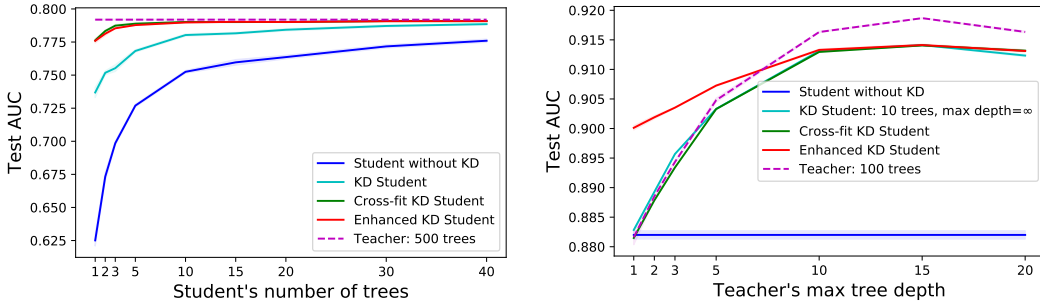 0.800
0.775
0.750
0.725
0.700
0.675
0.650
0.625
Test AUC
1 2 3 5 10 15 20 30 40
Student's number of trees
Student without KD
KD Student
Cross-fit KD Student
Enhanced KD Student
Teacher: 500 trees
0.920
0.915
0.910
0.905
0.900
0.895
0.890
0.885
0.880
Test AUC
1 2 3 5 10 15 20
Teacher's max tree depth
Student without KD
KD Student: 10 trees, max depth=∞
Cross-fit KD Student
Enhanced KD Student
Teacher: 100 trees